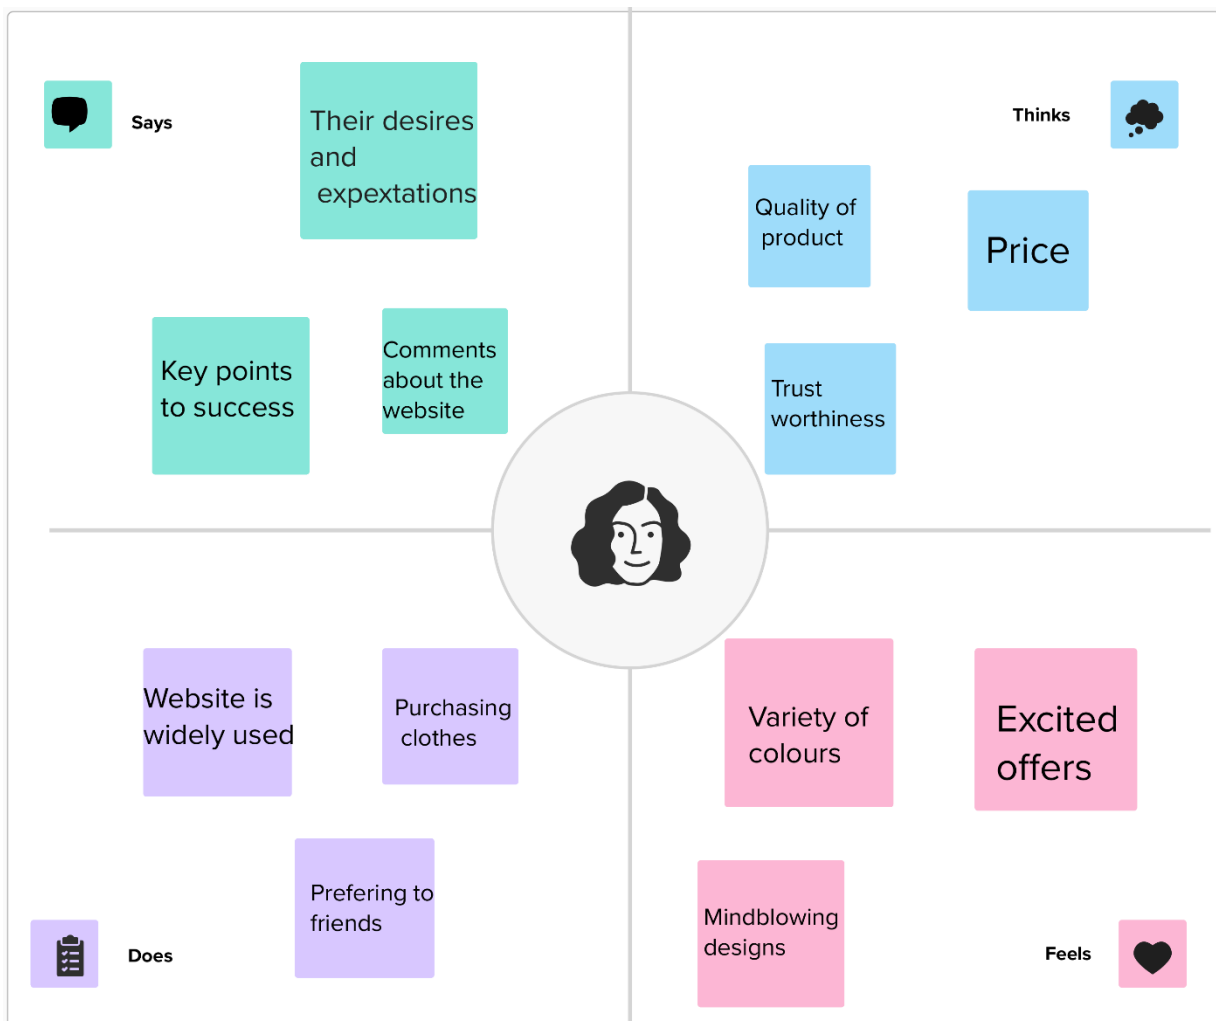 Says
Their desires
and
expextations
Key points
to success
Comments
about the
website
Thinks
Quality of
product
Price
Trust
worthiness
Website is
widely used
Purchasing
clothes
Prefering to
friends
Does
Variety of
colours
Excited
offers
Mindblowing
designs
Feels